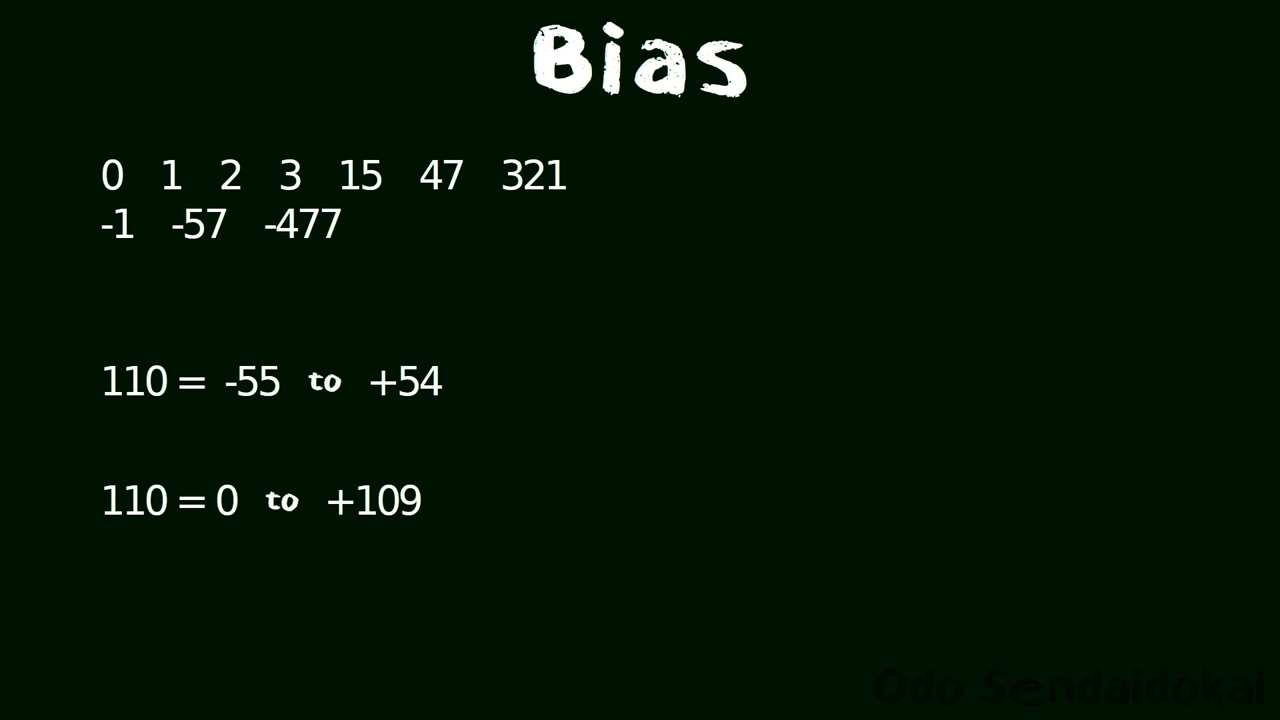 Bias
0 1 2 3 15 47 321
-1 -57 -477
110 = -55 to +54
110 = 0 to +109
Odo Sendaidokai